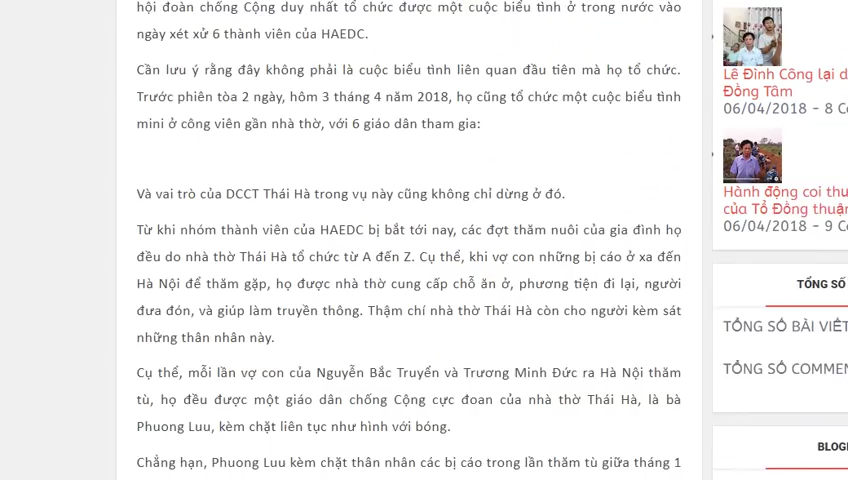 hội đoàn chống Cộng duy nhất tổ chức được một cuộc biểu tình ở trong nước vào
ngày xét xử 6 thành viên của HAEDC.
Cần lưu ý rằng đây không phải là cuộc biểu tình liên quan đầu tiên mà họ tổ chức.
Trước phiên tòa 2 ngày, hôm 3 tháng 4 năm 2018, họ cũng tổ chức một cuộc biểu tình
mini ở công viên gần nhà thờ, với 6 giáo dân tham gia:
Và vai trò của DCCT Thái Hà trong vụ này cũng không chỉ dừng ở đó.
Từ khi nhóm thành viên của HAEDC bị bắt tới nay, các đợt thăm nuôi của gia đình họ
đều do nhà thờ Thái Hà tổ chức từ A đến Z. Cụ thể, khi vợ con những bị cáo ở xa đến
Hà Nội để thăm gặp, họ được nhà thờ cung cấp chỗ ăn ở, phương tiện đi lại, người
đưa đón, và giúp làm truyền thông. Thậm chí nhà thờ Thái Hà còn cho người kèm sát
những thân nhân này.
Cụ thể, mỗi lần vợ con của Nguyễn Bắc Truyển và Trương Minh Đức ra Hà Nội thăm
tù, họ đều được một giáo dân chống Cộng cực đoan của nhà thờ Thái Hà, là bà
Phuong Luu, kèm chặt liên tục như hình với bóng.
Chẳng hạn, Phuong Luu kèm chặt thân nhân các bị cáo trong lần thăm tù giữa tháng 1
Lê Đình Công lại d
Đồng Tâm
06/04/2018 - 8 Co
Hành động coi thư
của Tổ Đồng thuận
06/04/2018 - 9 Co
TỔNG SỐ
TỔNG SỐ BÀI VIẾT
TỔNG SỐ COMMEN
BLOG